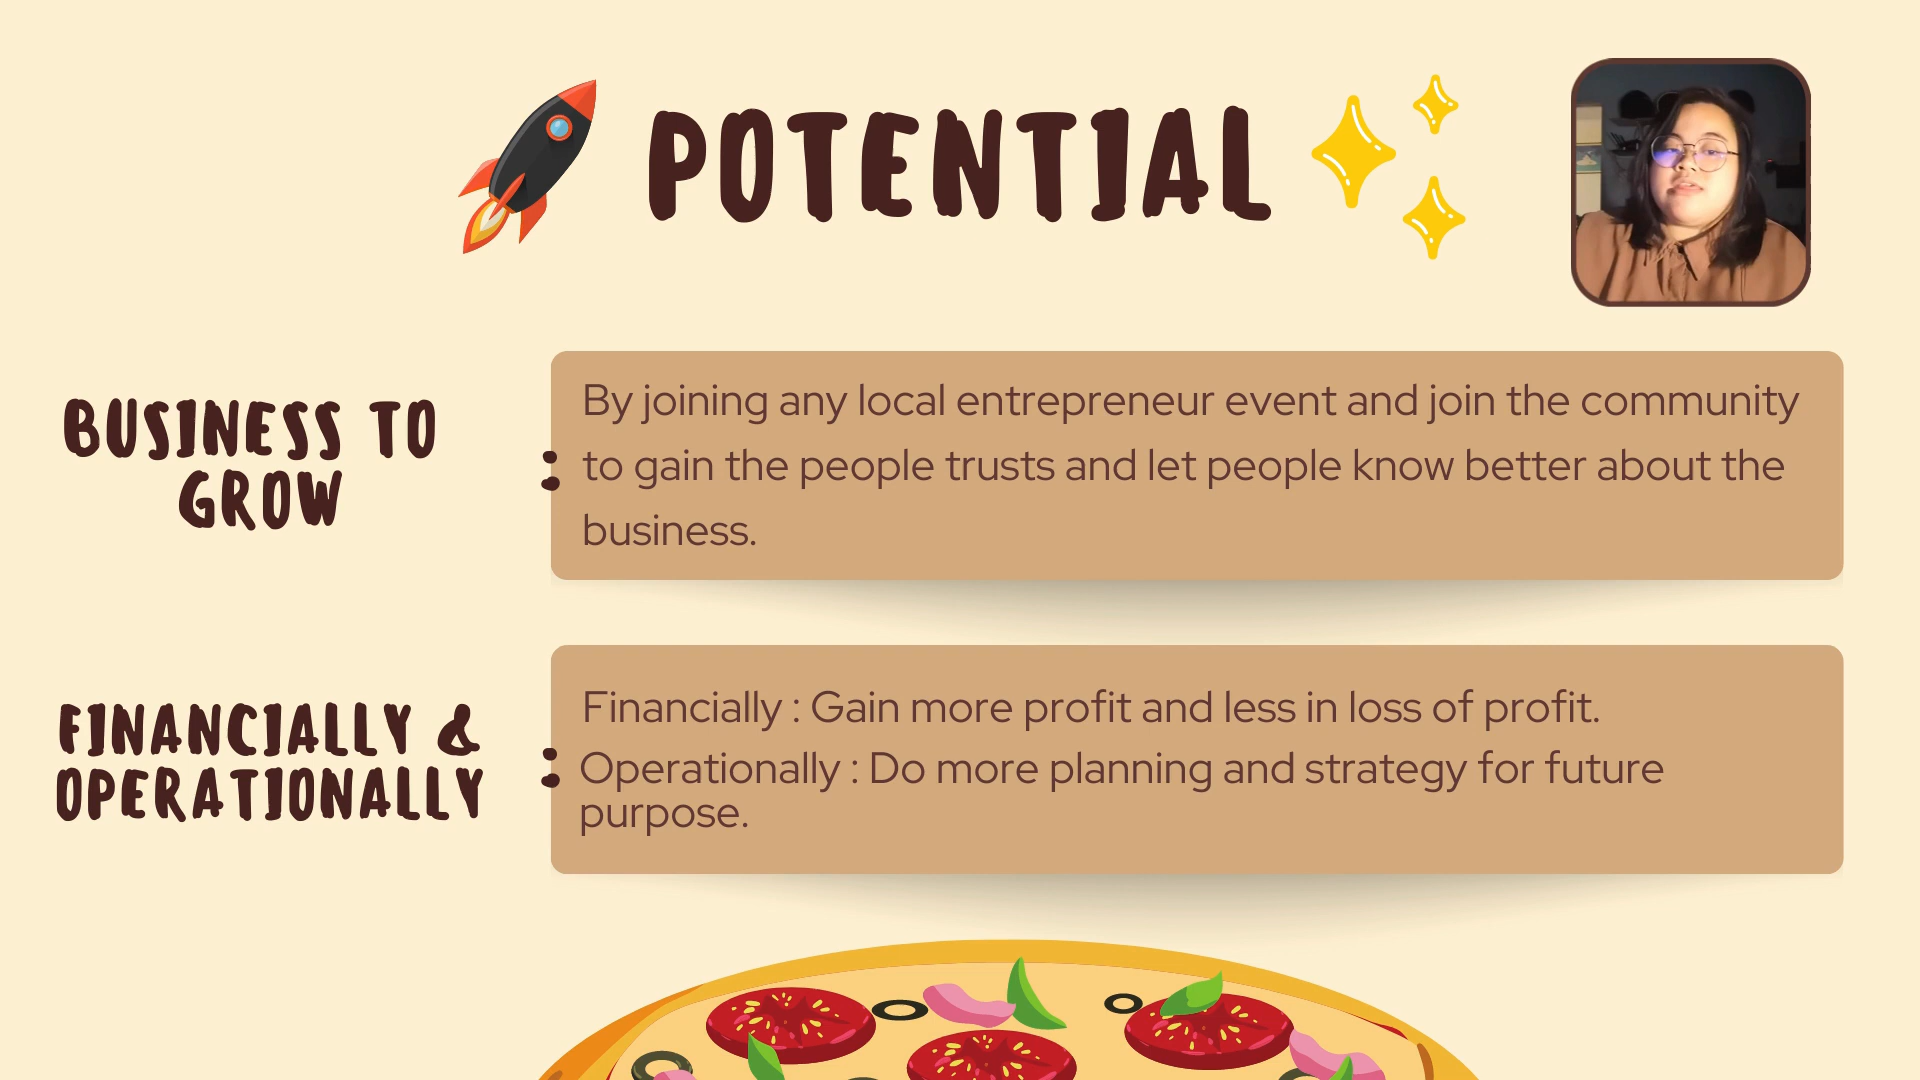 POTENTIAL
BUSINESS TO
GROW
:
By joining any local entrepreneur event and join the community
to gain the people trusts and let people know better about the
business.
FINANCIALLY &
OPERATIONALLY
:
Financially : Gain more profit and less in loss of profit.
Operationally : Do more planning and strategy for future
purpose.